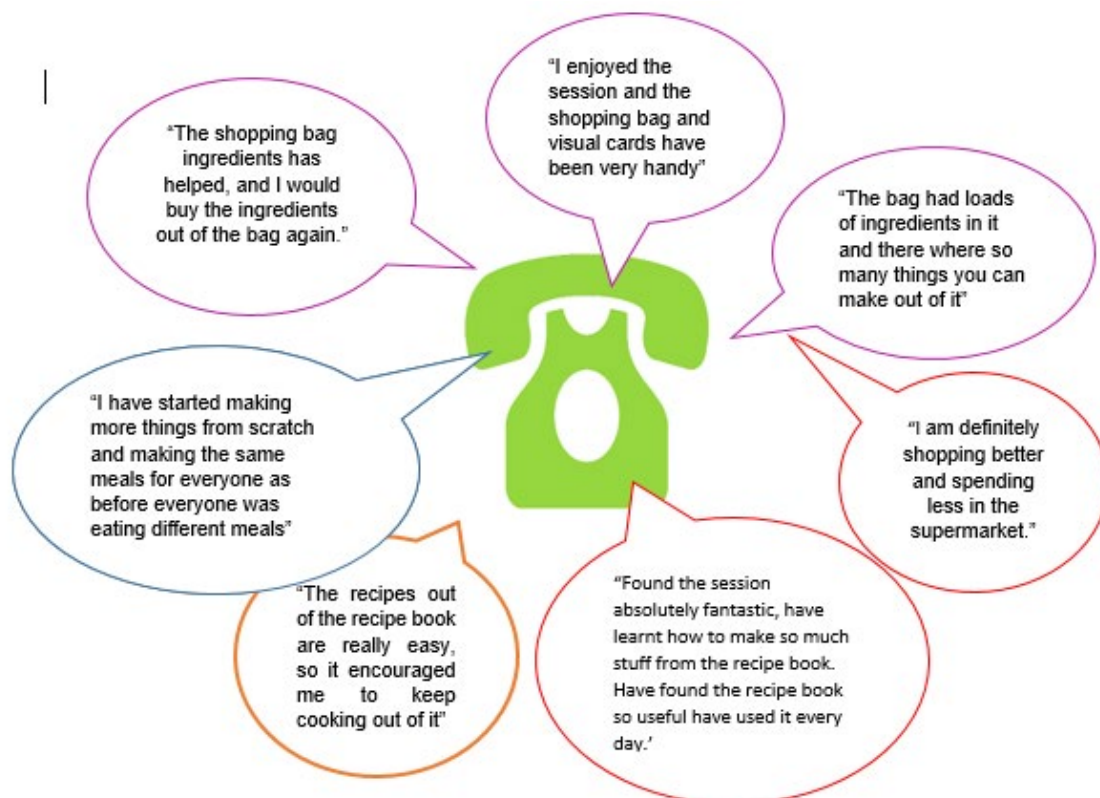 “The shopping bag
ingredients has
helped, and I would
buy the ingredients
out of the bag again.”
“I enjoyed the
session and the
shopping bag and
visual cards have
been very handy”
“The bag had loads
of ingredients in it
and there where so
many things you can
make out of it”
“I have started making
more things from scratch
and making the same
meals for everyone as
before everyone was
eating different meals”
“I am definitely
shopping better
and spending
less in the
supermarket.”
“The recipes out
of the recipe book
are really easy,
so it encouraged
me to keep
cooking out of it”
“Found the session
absolutely fantastic, have
learnt how to make so much
stuff from the recipe book.
Have found the recipe book
so useful have used it every
day.’